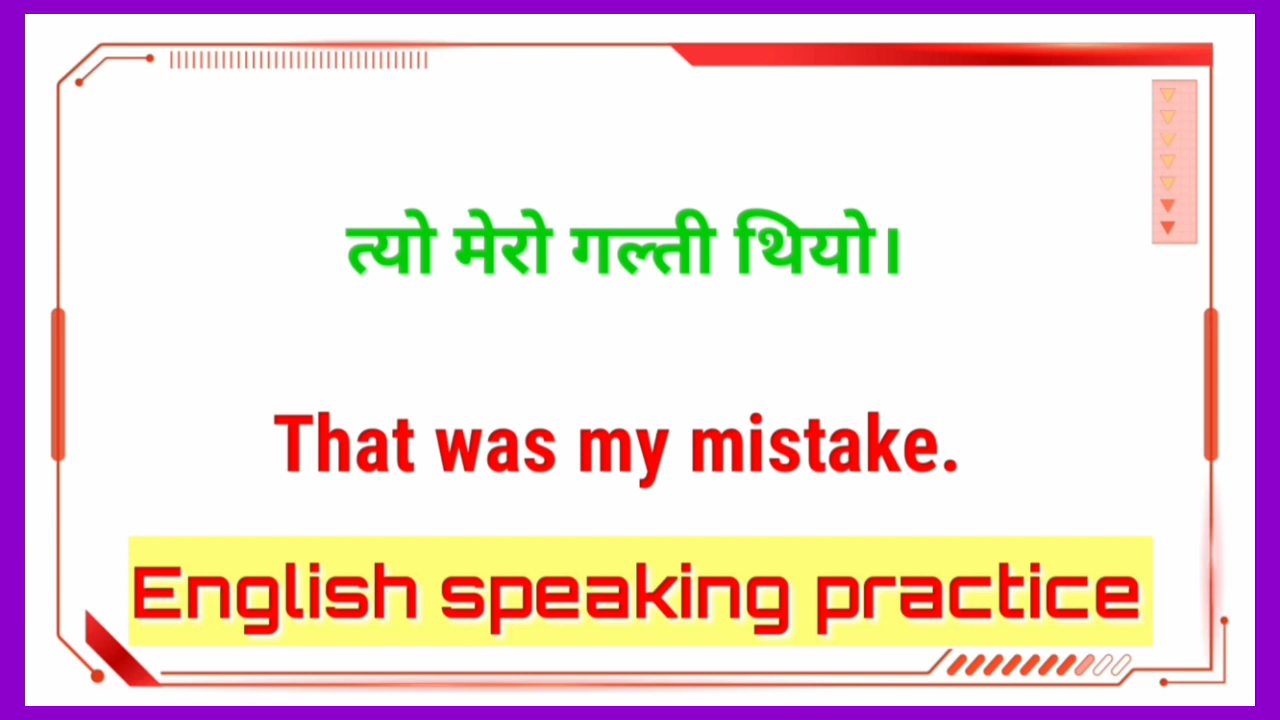 त्यो मेरो गल्ती थियो।
That was my mistake.
English speaking practice